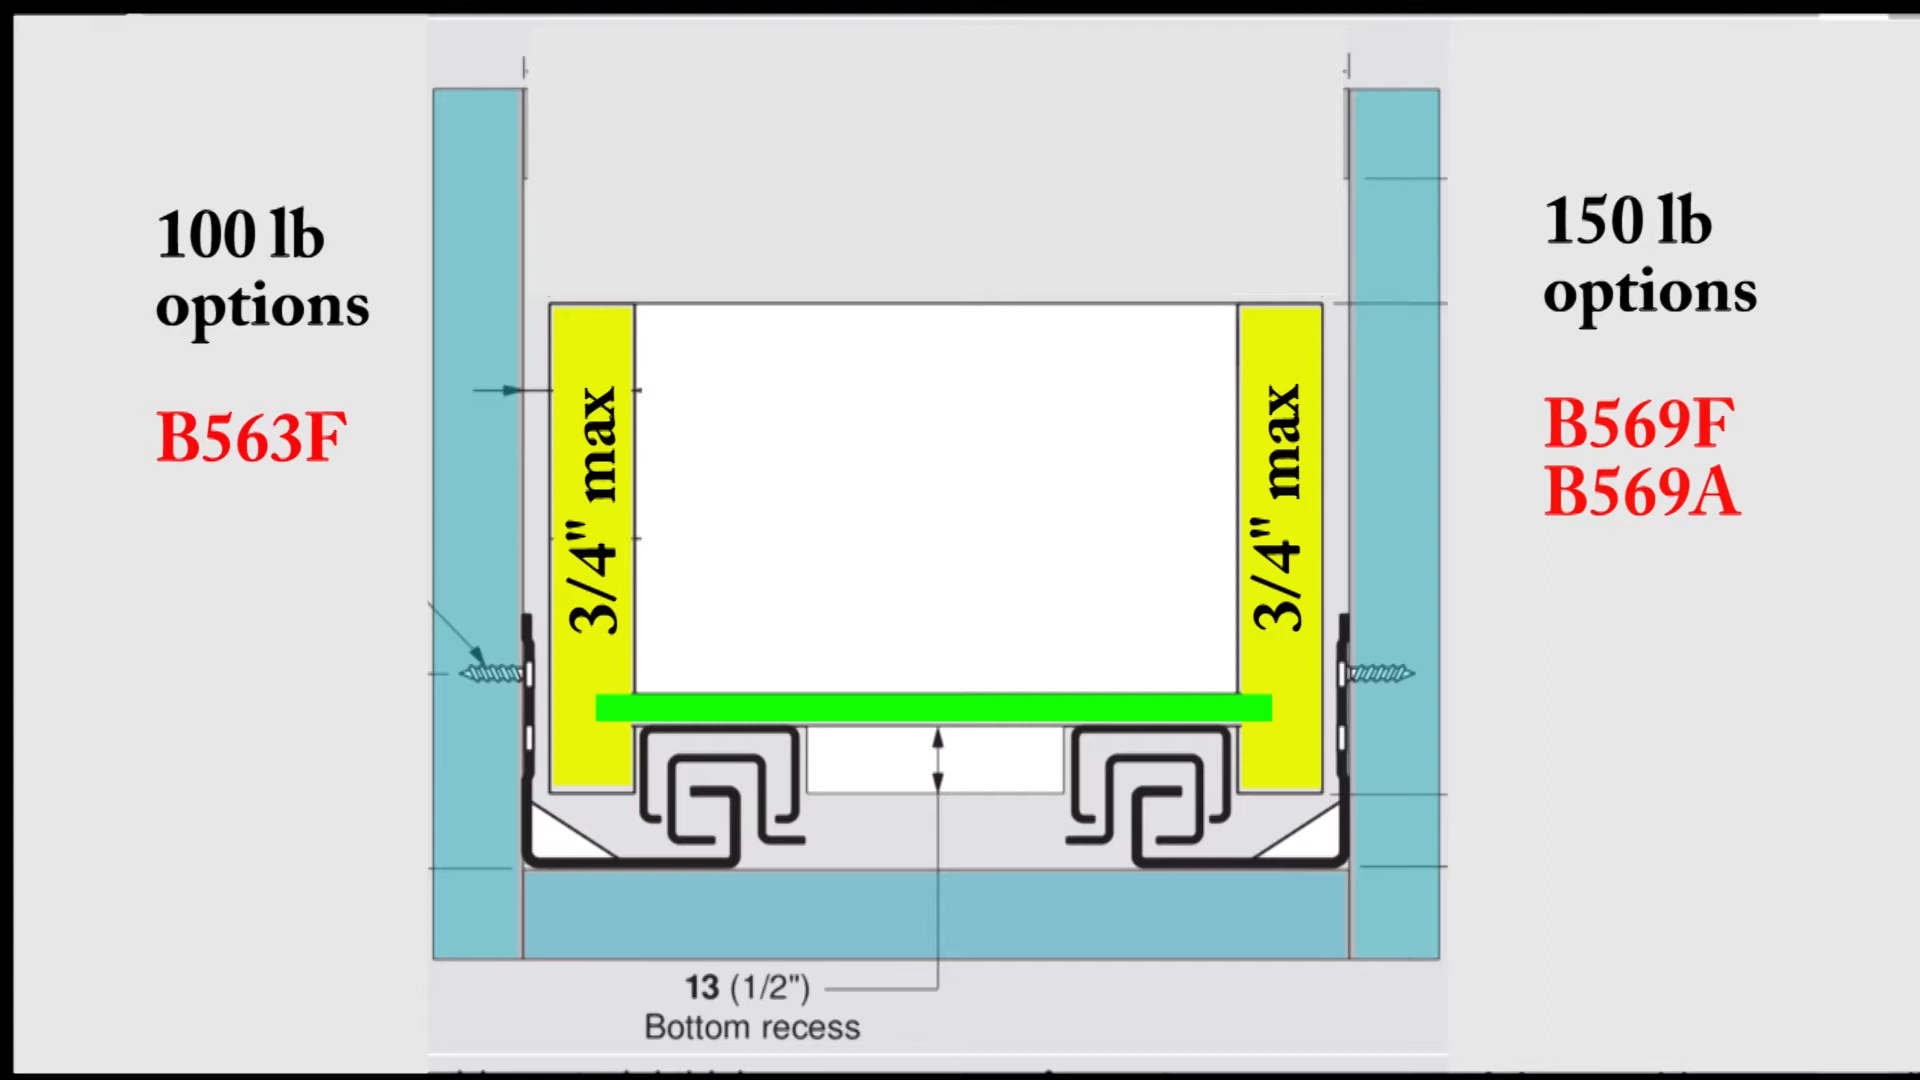 100 lb
options
B563F
150 lb
options
B569F
B569A
3/4" max
3/4" max
13 (1/2")
Bottom recess